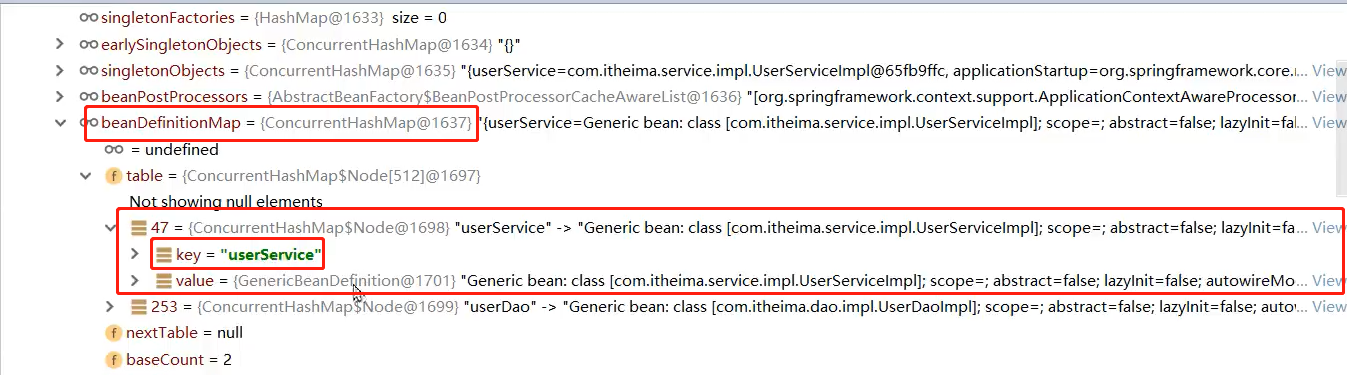 singletonFactories = {HashMap@1633} size = 0
earlySingletonObjects = {ConcurrentHashMap@1634} "{}"
singletonObjects = {ConcurrentHashMap@1635} "{userService=com.itheima.service.impl.UserServiceImpl@65fb9ffc, applicationStartup=org.springframework.core.m... View
beanPostProcessors = {AbstractBeanFactory$BeanPostProcessorCacheAwareList@1636} "[org.springframework.context.support.ApplicationContextAwareProcessor... View
beanDefinitionMap = {ConcurrentHashMap@1637} "{userService=Generic bean: class [com.itheima.service.impl.UserServiceImpl]; scope=; abstract=false; lazyInit=fal... View
= undefined
table = {ConcurrentHashMap$Node[512]@1697}
Not showing null elements
47 = {ConcurrentHashMap$Node@1698} "userService" -> "Generic bean: class [com.itheima.service.impl.UserServiceImpl]; scope=; abstract=false; lazyInit=fa... View
key = "userService"
value = {GenericBeanDefinition@1701} "Generic bean: class [com.itheima.service.impl.UserServiceImpl]; scope=; abstract=false; lazyInit=false; autowireMo... View
253 = {ConcurrentHashMap$Node@1699} "userDao" -> "Generic bean: class [com.itheima.dao.impl.UserDaoImpl]; scope=; abstract=false; lazyInit=false; autow... View
nextTable = null
baseCount = 2